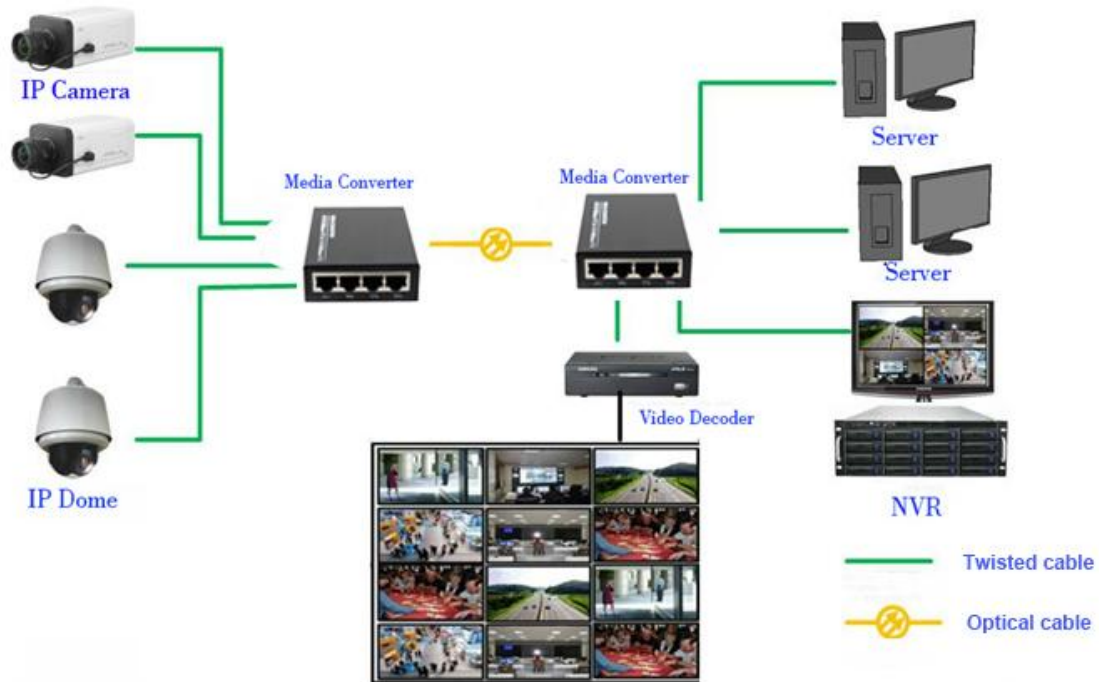 IP Camera
Server
Media Converter
Media Converter
Server
Video Decoder
IP Dome
NVR
Twisted cable
Optical cable